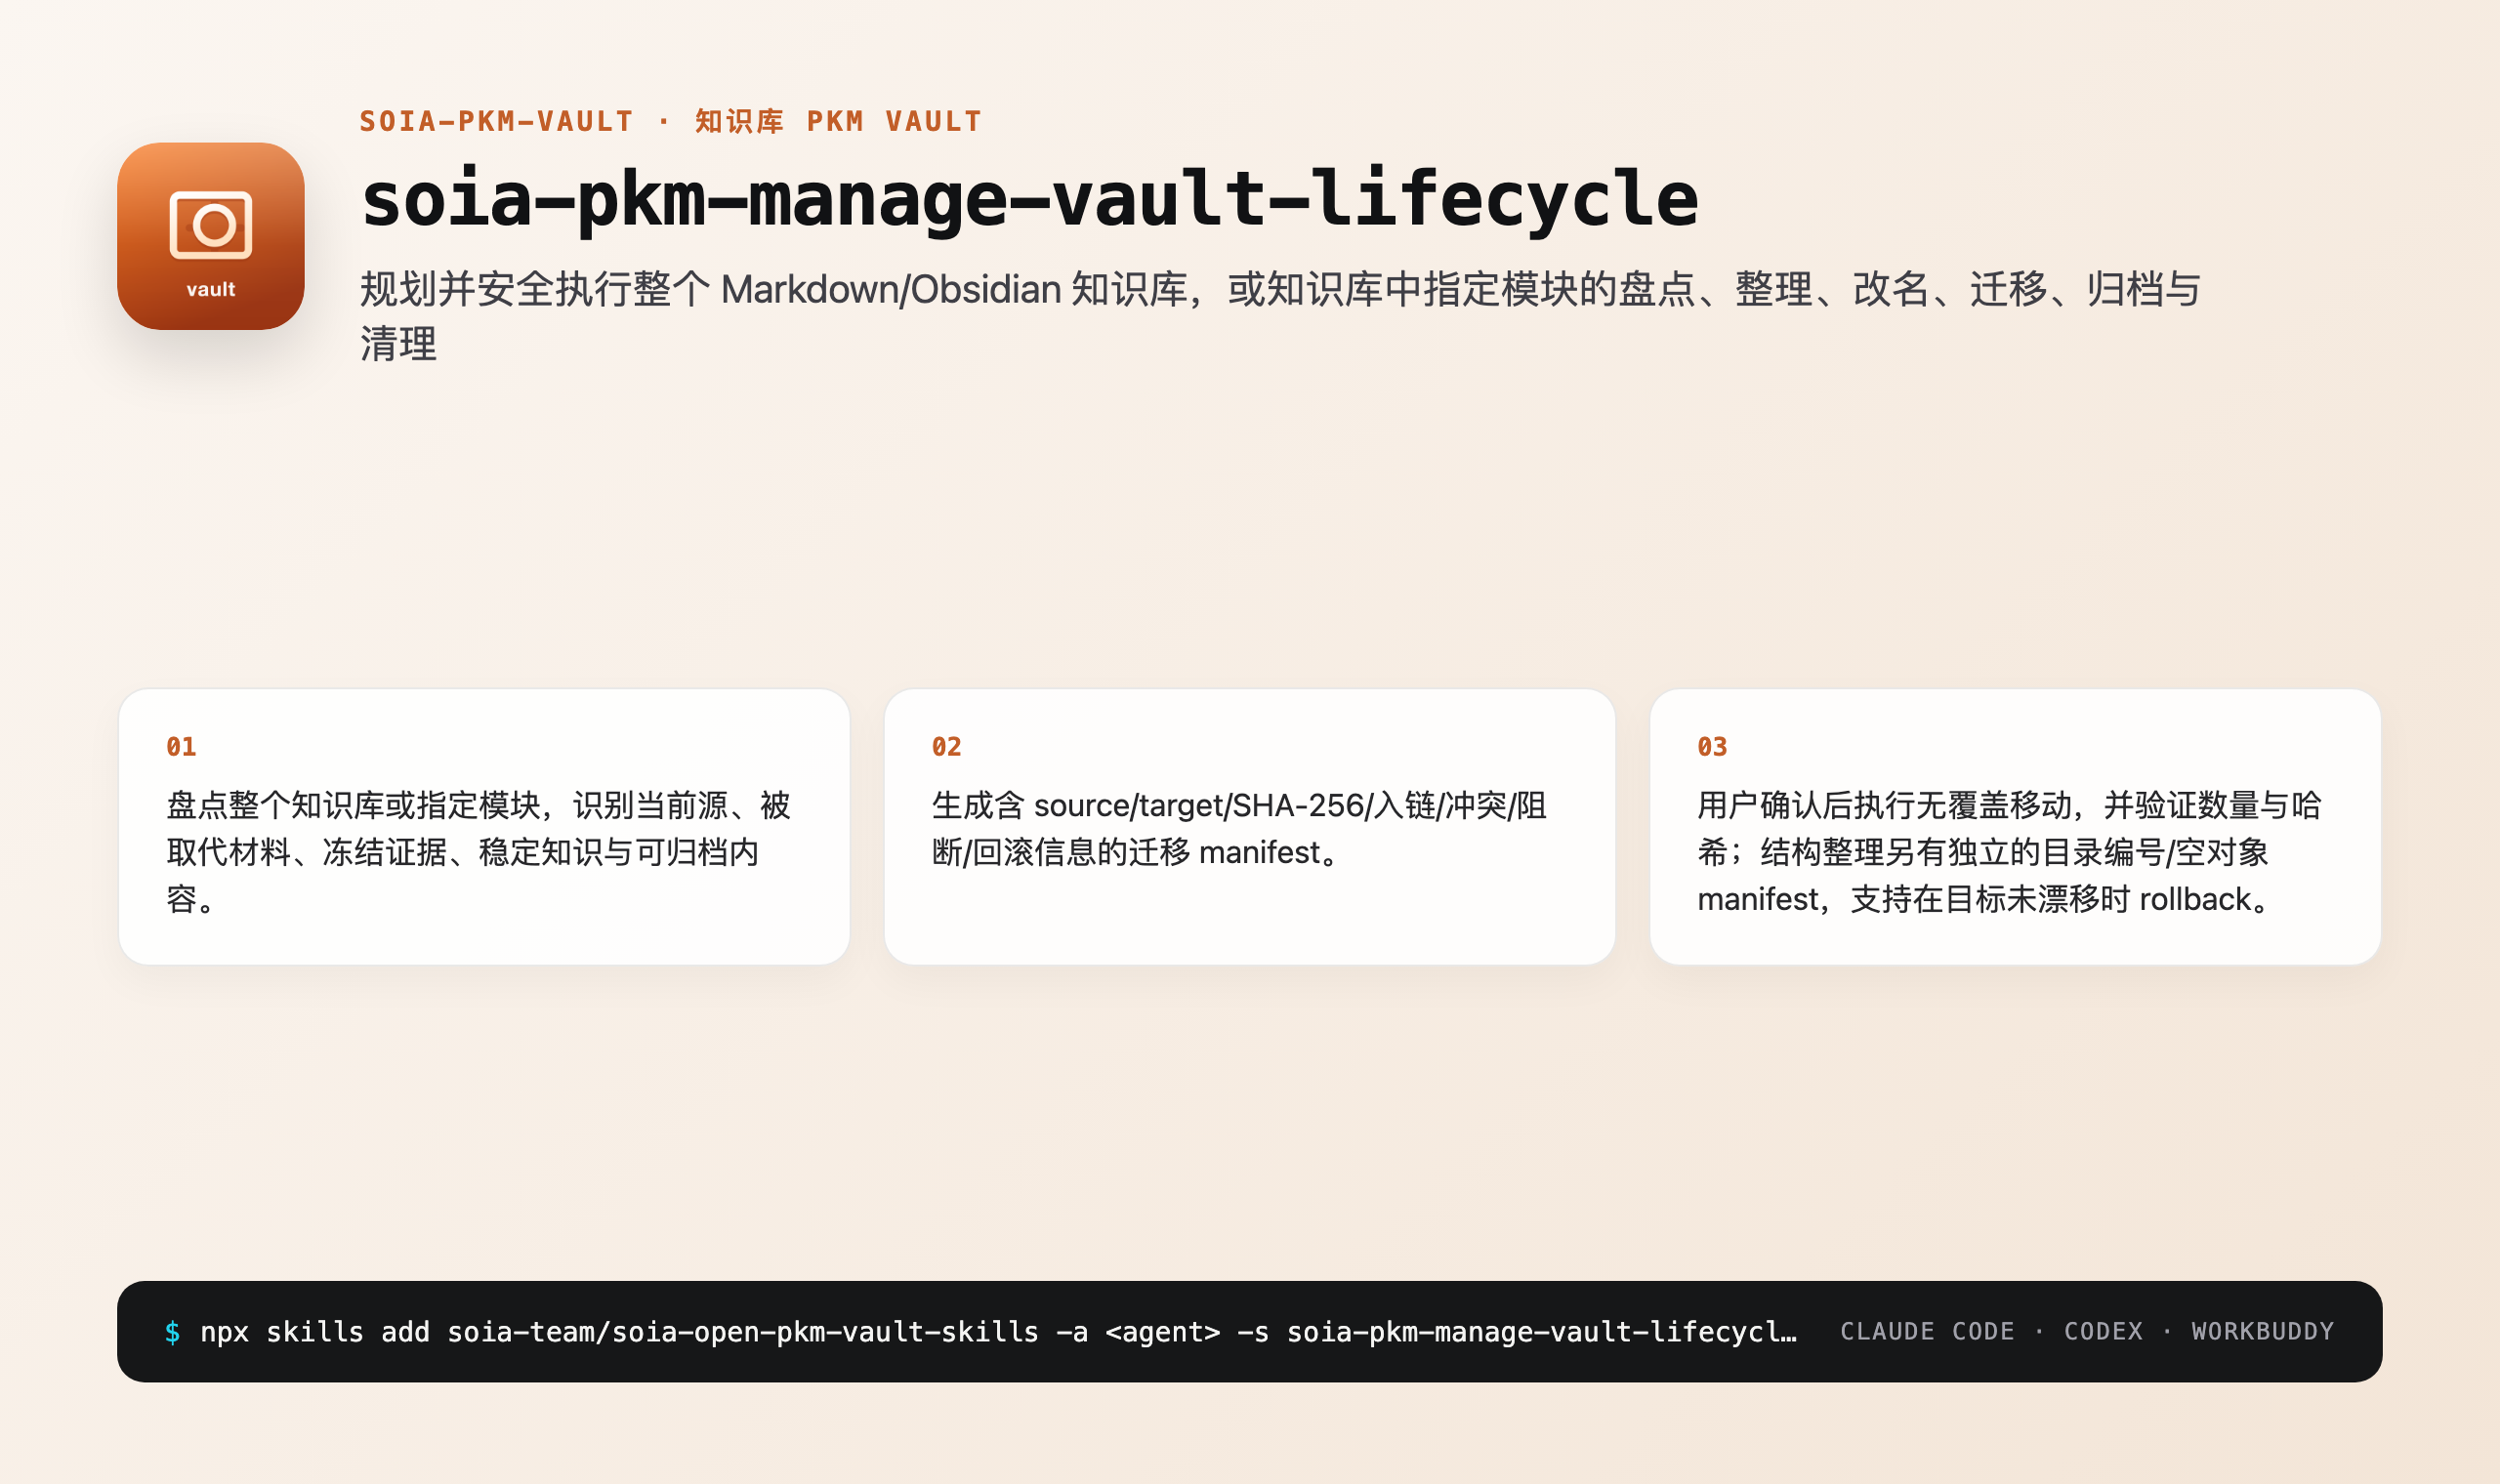 SOIA-PKM-VAULT · 知识库 PKM VAULT
vault
soia-pkm-manage-vault-lifecycle
规划并安全执行整个 Markdown/Obsidian 知识库，或知识库中指定模块的盘点、整理、改名、迁移、归档与
清理
01
盘点整个知识库或指定模块，识别当前源、被
取代材料、冻结证据、稳定知识与可归档内
容。
02
生成含 source/target/SHA-256/入链/冲突/阻
断/回滚信息的迁移 manifest。
03
用户确认后执行无覆盖移动，并验证数量与哈
希；结构整理另有独立的目录编号/空对象
manifest，支持在目标未漂移时 rollback。
$ npx skills add soia-team/soia-open-pkm-vault-skills -a <agent> -s soia-pkm-manage-vault-lifecycl…
CLAUDE CODE · CODEX · WORKBUDDY